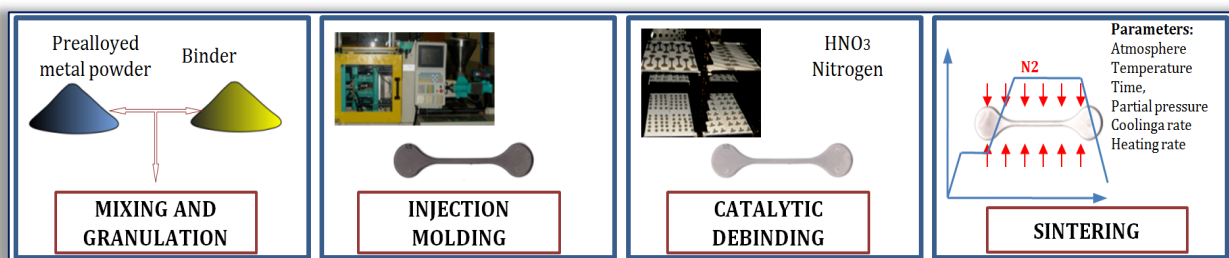 Prealloyed
metal powder
Binder
MIXING AND
GRANULATION
INJECTION
MOLDING
HNO3
Nitrogen
CATALYTIC
DEBINDING
N2
Parameters:
Atmosphere
Temperature
Time,
Partial pressure
Coolinga rate
Heating rate
SINTERING